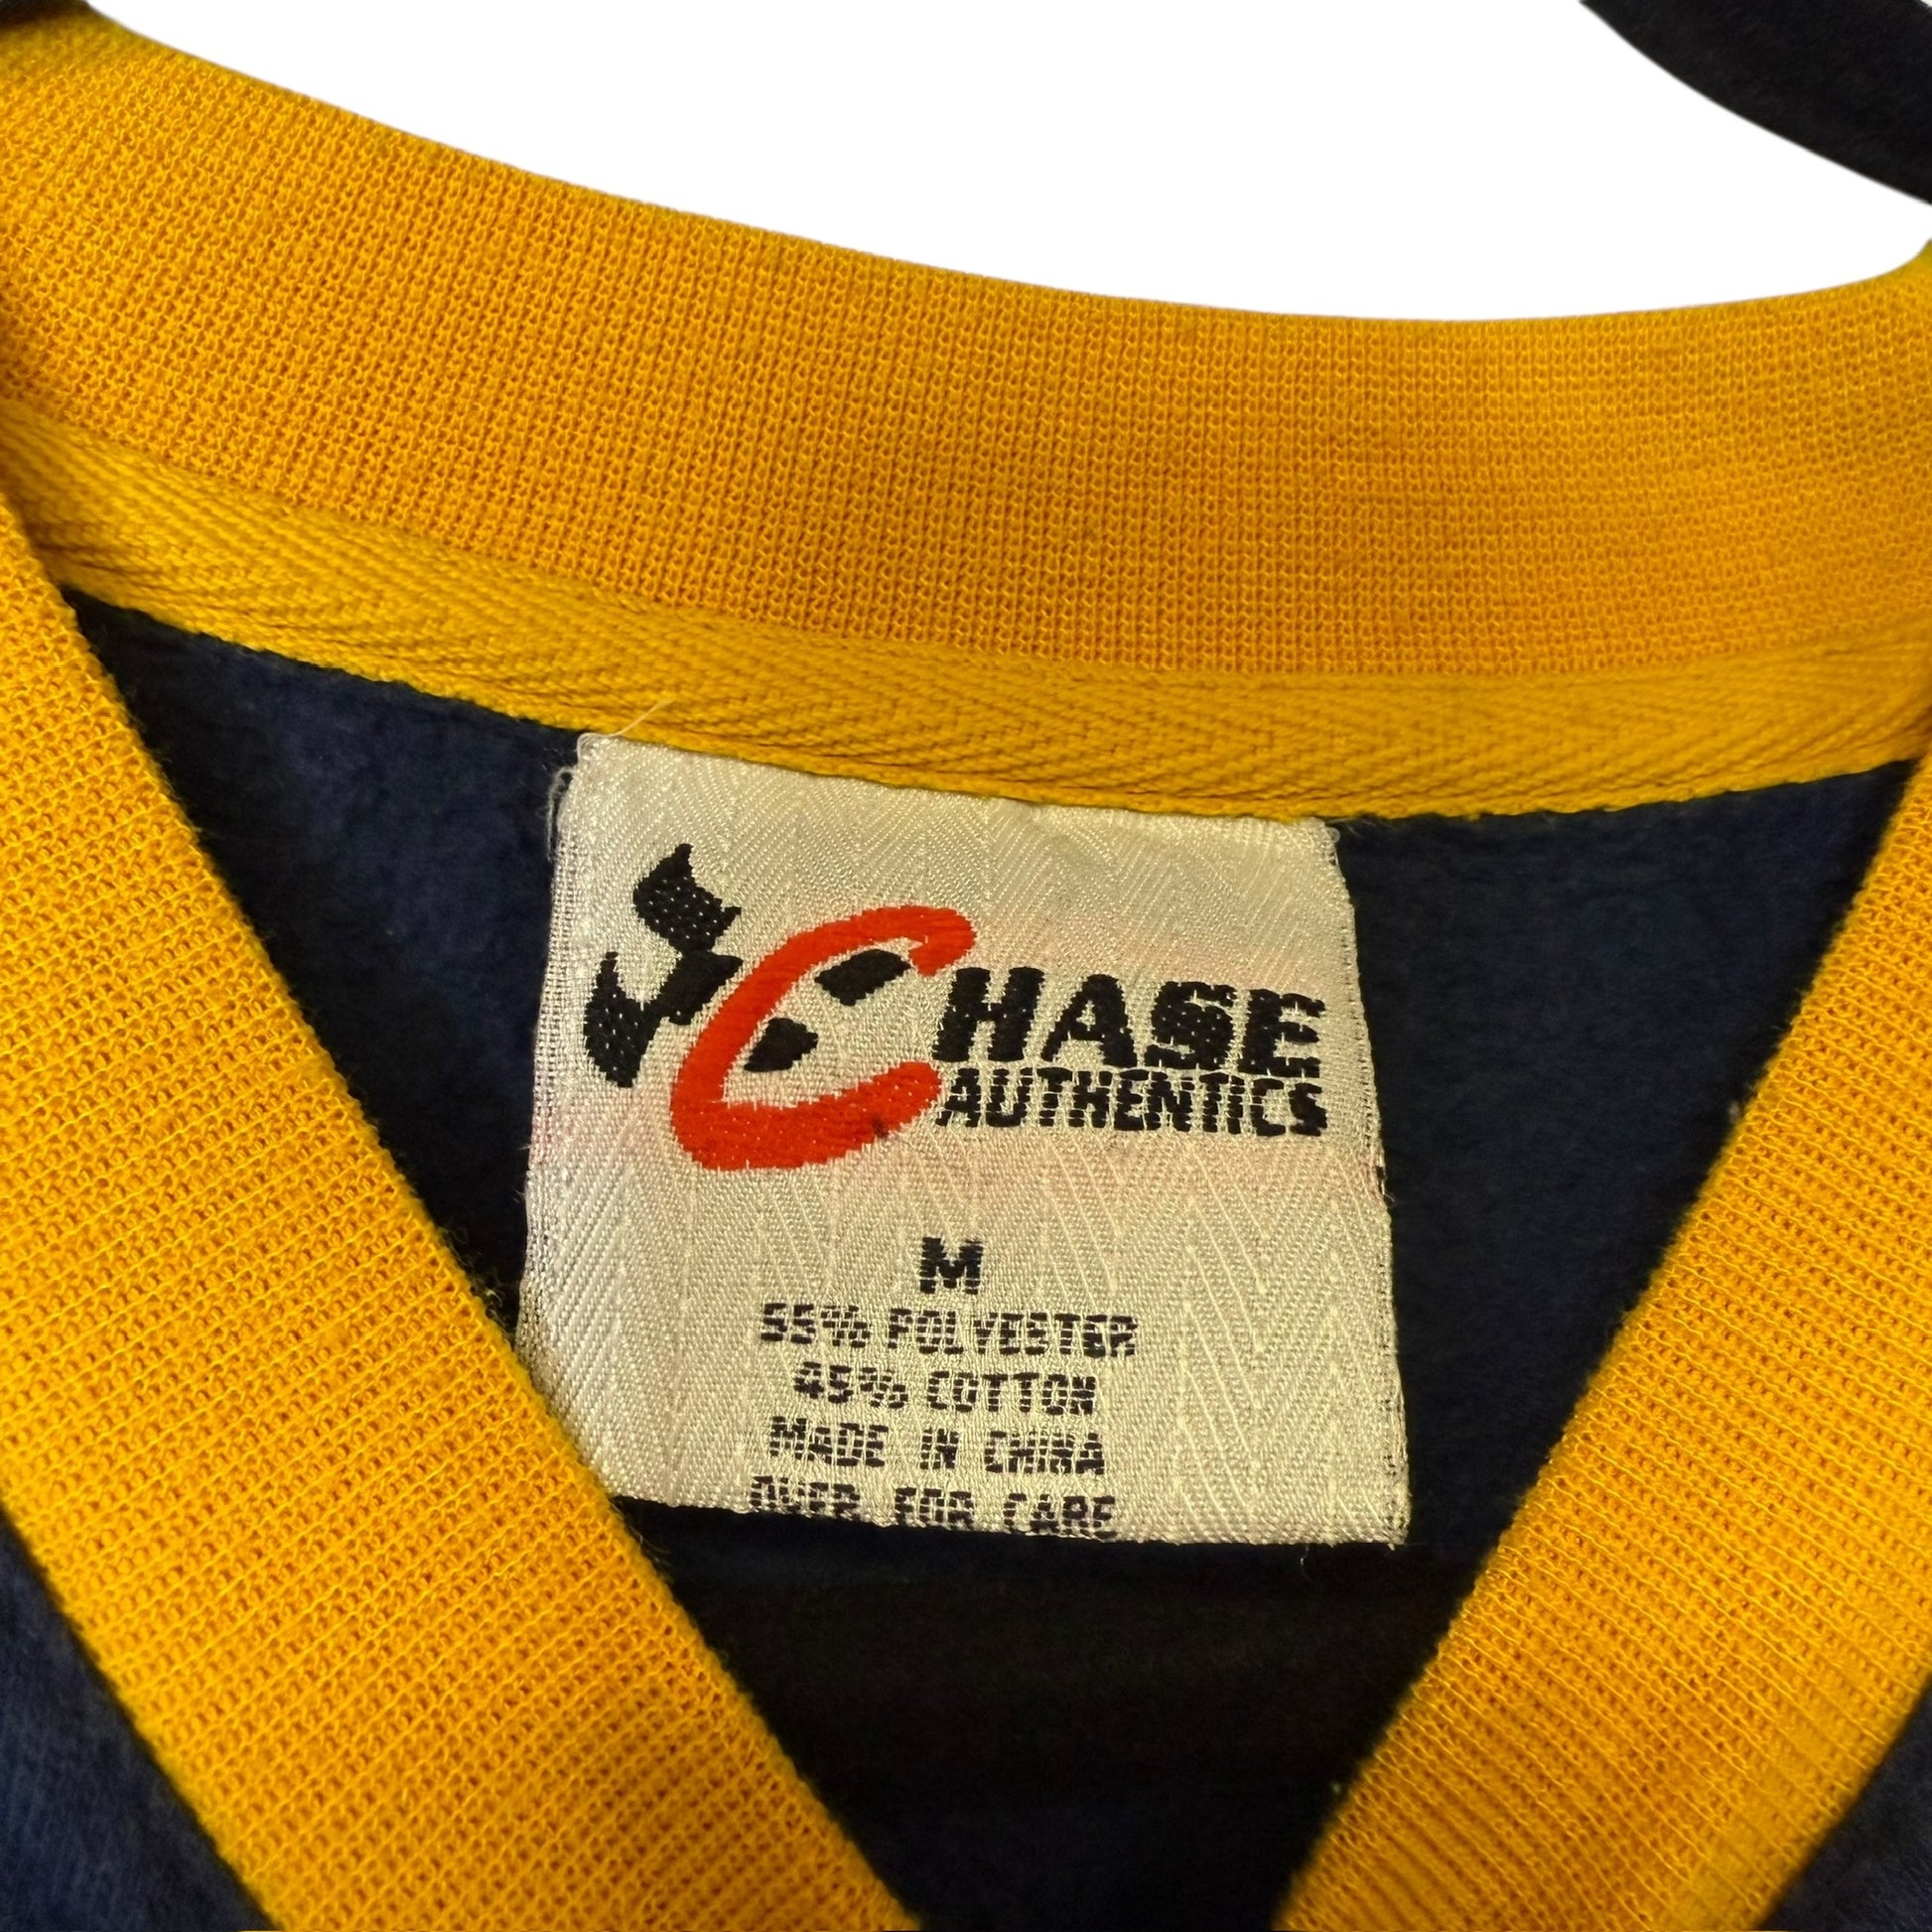 CHASE
AUTHENTICS
M
55% POLYESTER
45% COTTON
MADE IN CHINA
OVER FOR CARE